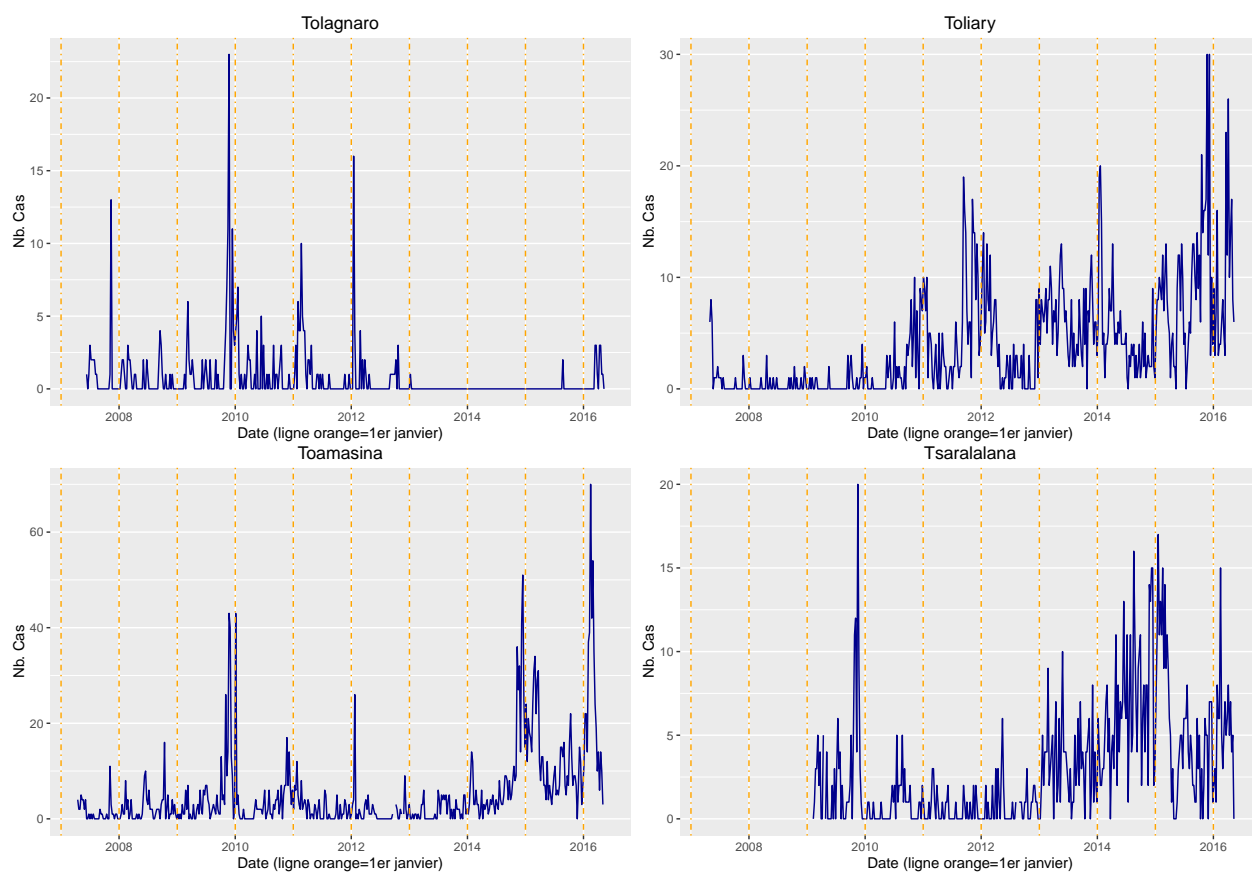 Tolagnaro
Nb. Cas
20
15
10
5
0
2008 2010 2012 2014 2016
Date (ligne orange=1er janvier)
Toliary
Nb. Cas
30
20
10
0
2008 2010 2012 2014 2016
Date (ligne orange=1er janvier)
Toamasina
Nb. Cas
60
40
20
0
2008 2010 2012 2014 2016
Date (ligne orange=1er janvier)
Tsaralalana
Nb. Cas
20
15
10
5
0
2008 2010 2012 2014 2016
Date (ligne orange=1er janvier)